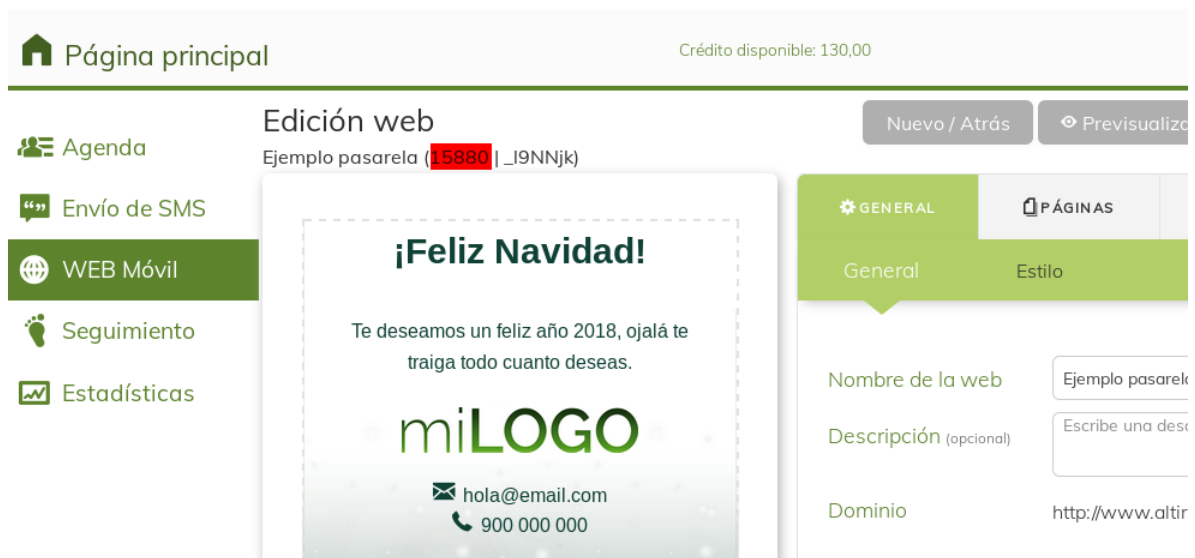 Página principal
Crédito disponible: 130,00
Agenda
Envío de SMS
WEB Móvil
Seguimiento
Estadísticas
Edición web
Ejemplo pasarela (15880 | _I9NNjk)
Nuevo / Atrás
Previsualiza
¡Feliz Navidad!
Te deseamos un feliz año 2018, ojalá te
traiga todo cuanto deseas.
miLOGO
hola@email.com
900 000 000
GENERAL
PÁGINAS
General
Estilo
Nombre de la web
Ejemplo pasarela
Descripción (opcional)
Escribe una desc
Dominio
http://www.altir